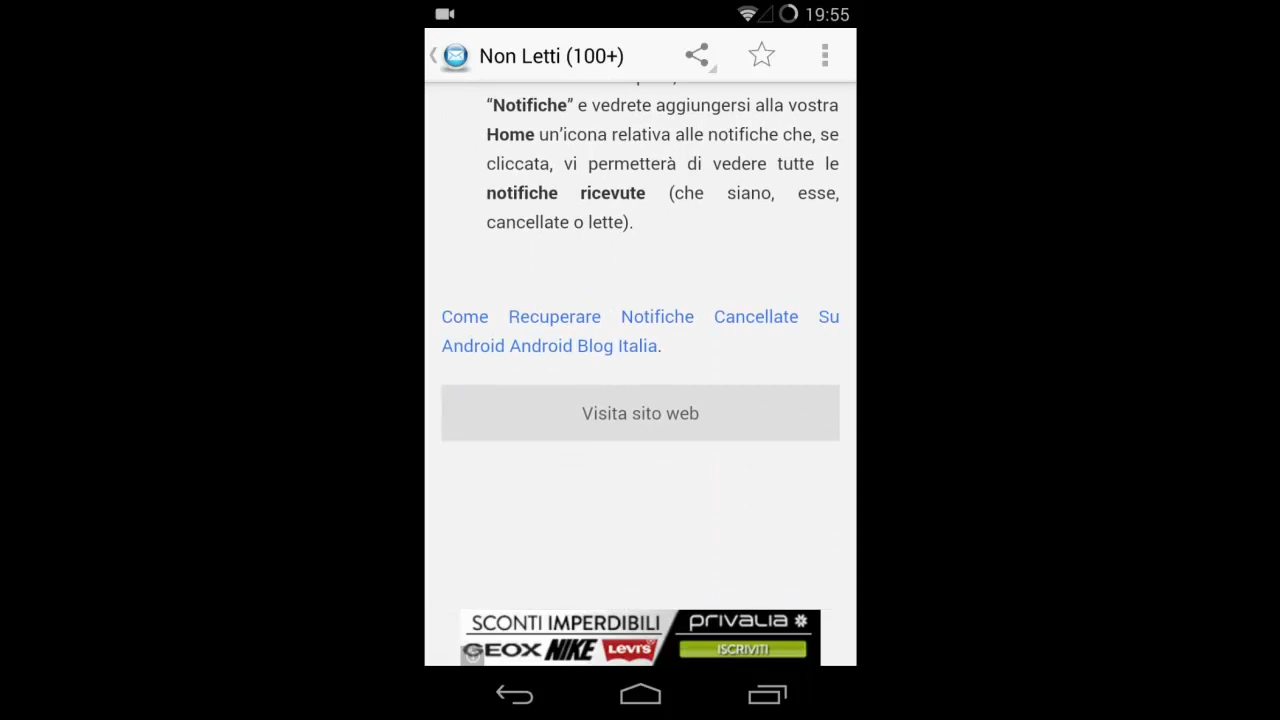 19:55
Non Letti (100+)
“Notifiche” e vedrete aggiungersi alla vostra
Home un’icona relativa alle notifiche che, se
cliccata, vi permetterà di vedere tutte le
notifiche ricevute (che siano, esse,
cancellate o lette).
Come Recuperare Notifiche Cancellate Su
Android Android Blog Italia.
Visita sito web
SCONTI IMPERDIBILI
GEOX NIKE LEVI'S
PRIVALIA
ISCRIVITI